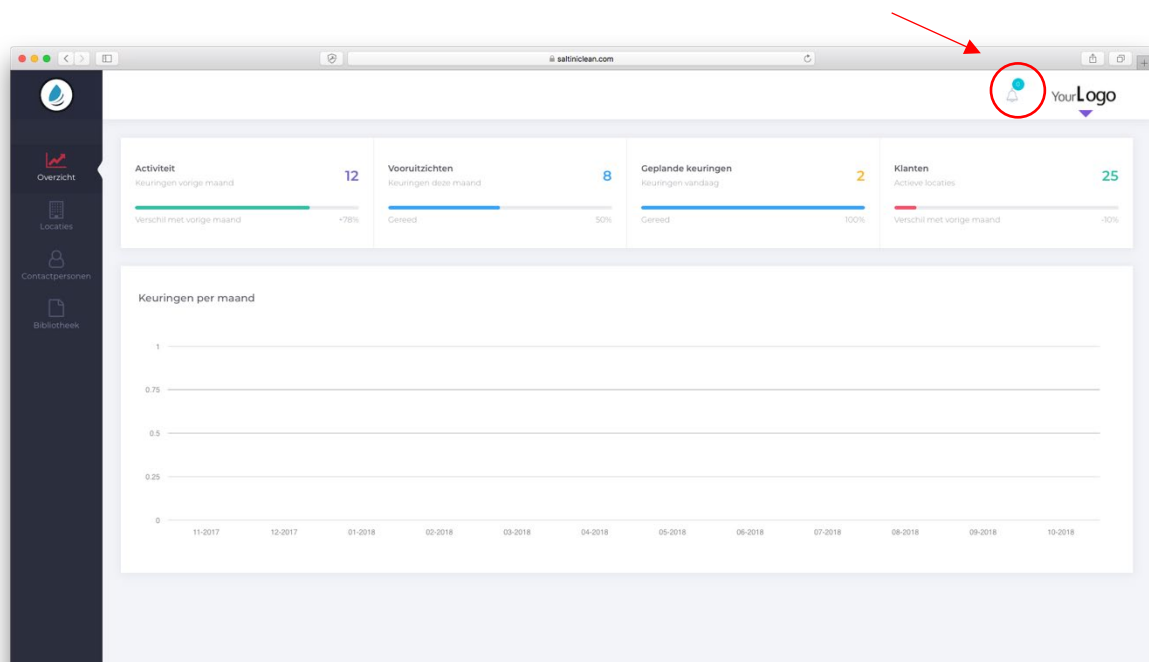 saltiniclean.com
0
YourLogo
Overzicht
Locaties
Contactpersonen
Bibliotheek
Activiteit
Keuringen vorige maand
12
Verschil met vorige maand
+78%
Vooruitzichten
Keuringen deze maand
8
Gereed
50%
Geplande keuringen
Keuringen vandaag
2
Gereed
100%
Klanten
Actieve locaties
25
Verschil met vorige maand
-10%
Keuringen per maand
1
0.75
0.5
0.25
0
11-2017 12-2017 01-2018 02-2018 03-2018 04-2018 05-2018 06-2018 07-2018 08-2018 09-2018 10-2018